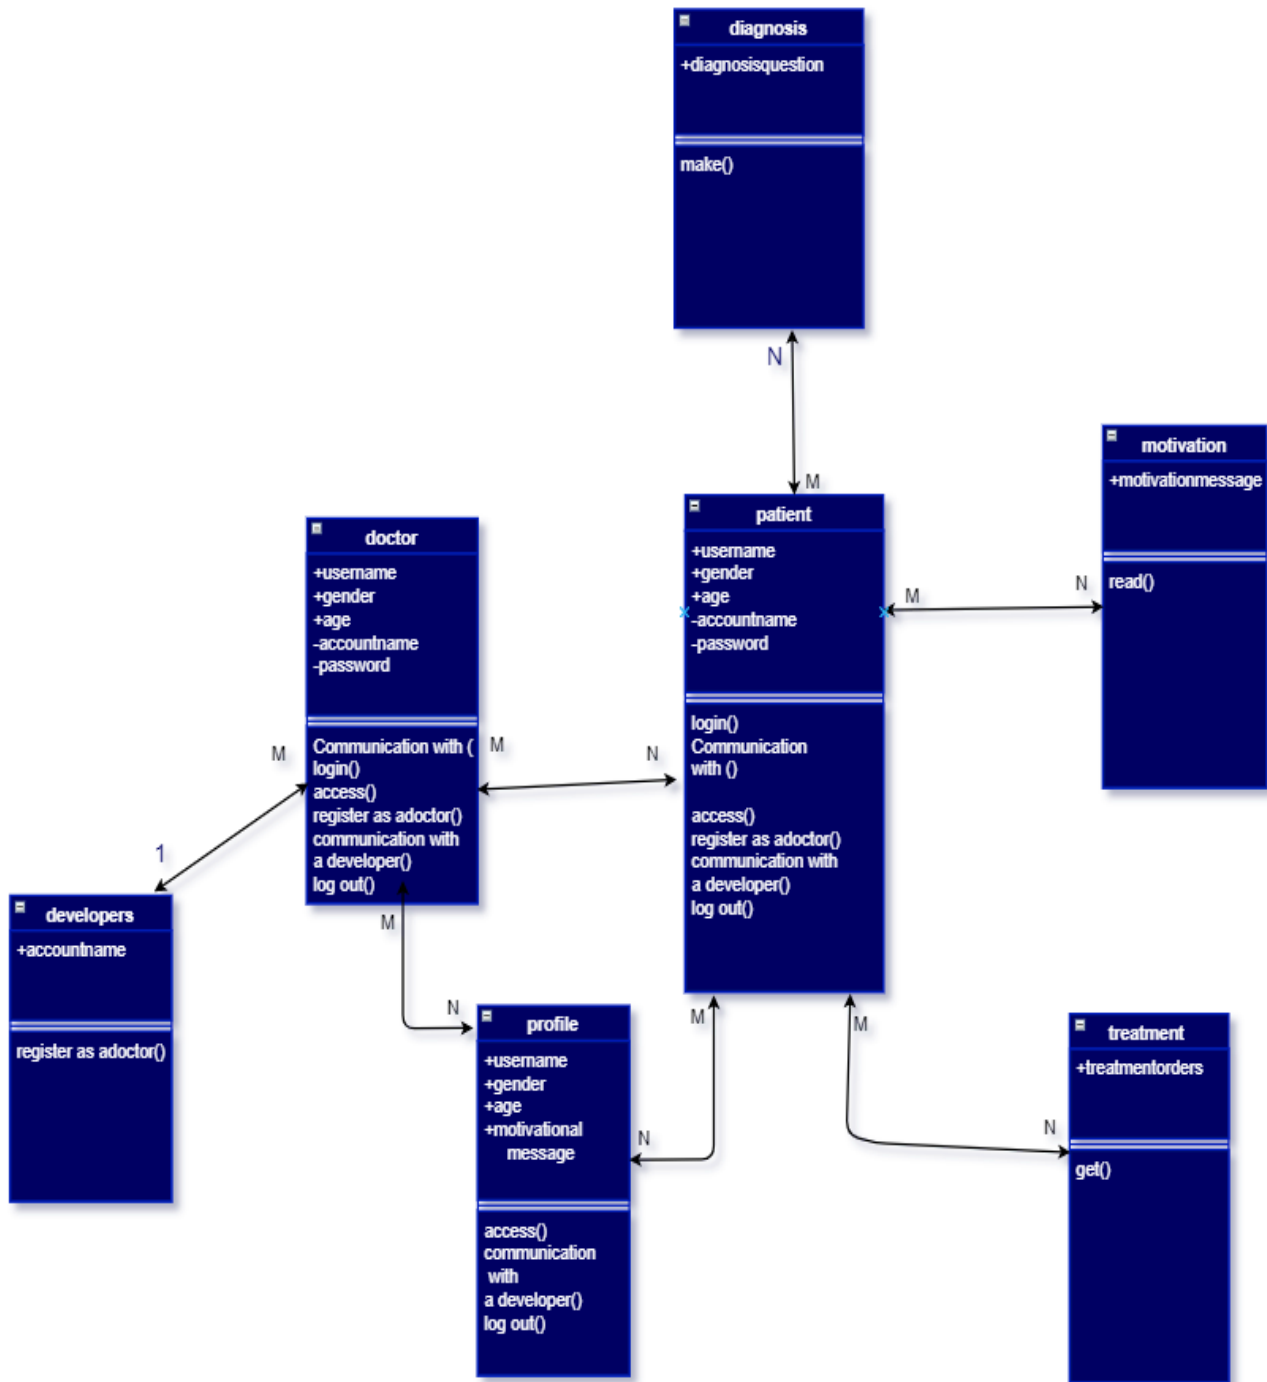 diagnosis
+diagnosisquestion
make()
N
M
motivation
+motivationmessage
read()
M
N
patient
+username
+gender
+age
-accountname
-password
login()
Communication
with ()
access()
register as adoctor()
communication with
a developer()
log out()
doctor
+username
+gender
+age
-accountname
-password
Communication with (
login()
access()
register as adoctor()
communication with
a developer()
log out()
M
N
M
1
developers
+accountname
register as adoctor()
M
N
profile
+username
+gender
+age
+motivational
message
access()
communication
with
a developer()
log out()
M
N
M
N
treatment
+treatmentorders
get()